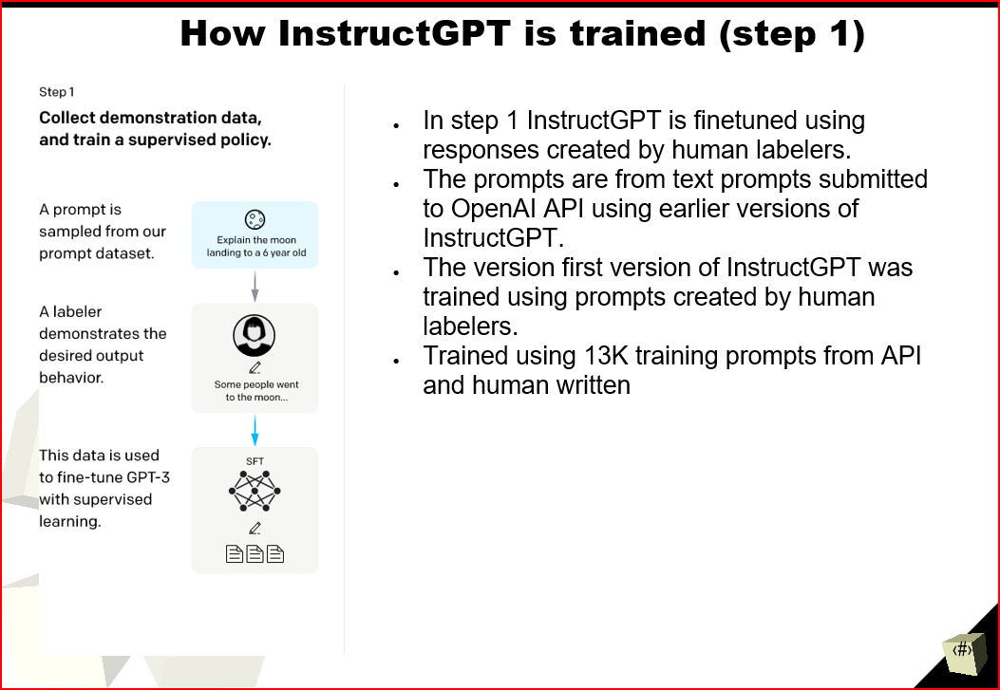 How InstructGPT is trained (step 1)
Step 1
Collect demonstration data,
and train a supervised policy.
A prompt is
sampled from our
prompt dataset.
Explain the moon
landing to a 6 year old
A labeler
demonstrates the
desired output
behavior.
Some people went
to the moon...
This data is used
to fine-tune GPT-3
with supervised
learning.
SFT
In step 1 InstructGPT is finetuned using
responses created by human labelers.
The prompts are from text prompts submitted
to OpenAI API using earlier versions of
InstructGPT.
The version first version of InstructGPT was
trained using prompts created by human
labelers.
Trained using 13K training prompts from API
and human written
‹#›